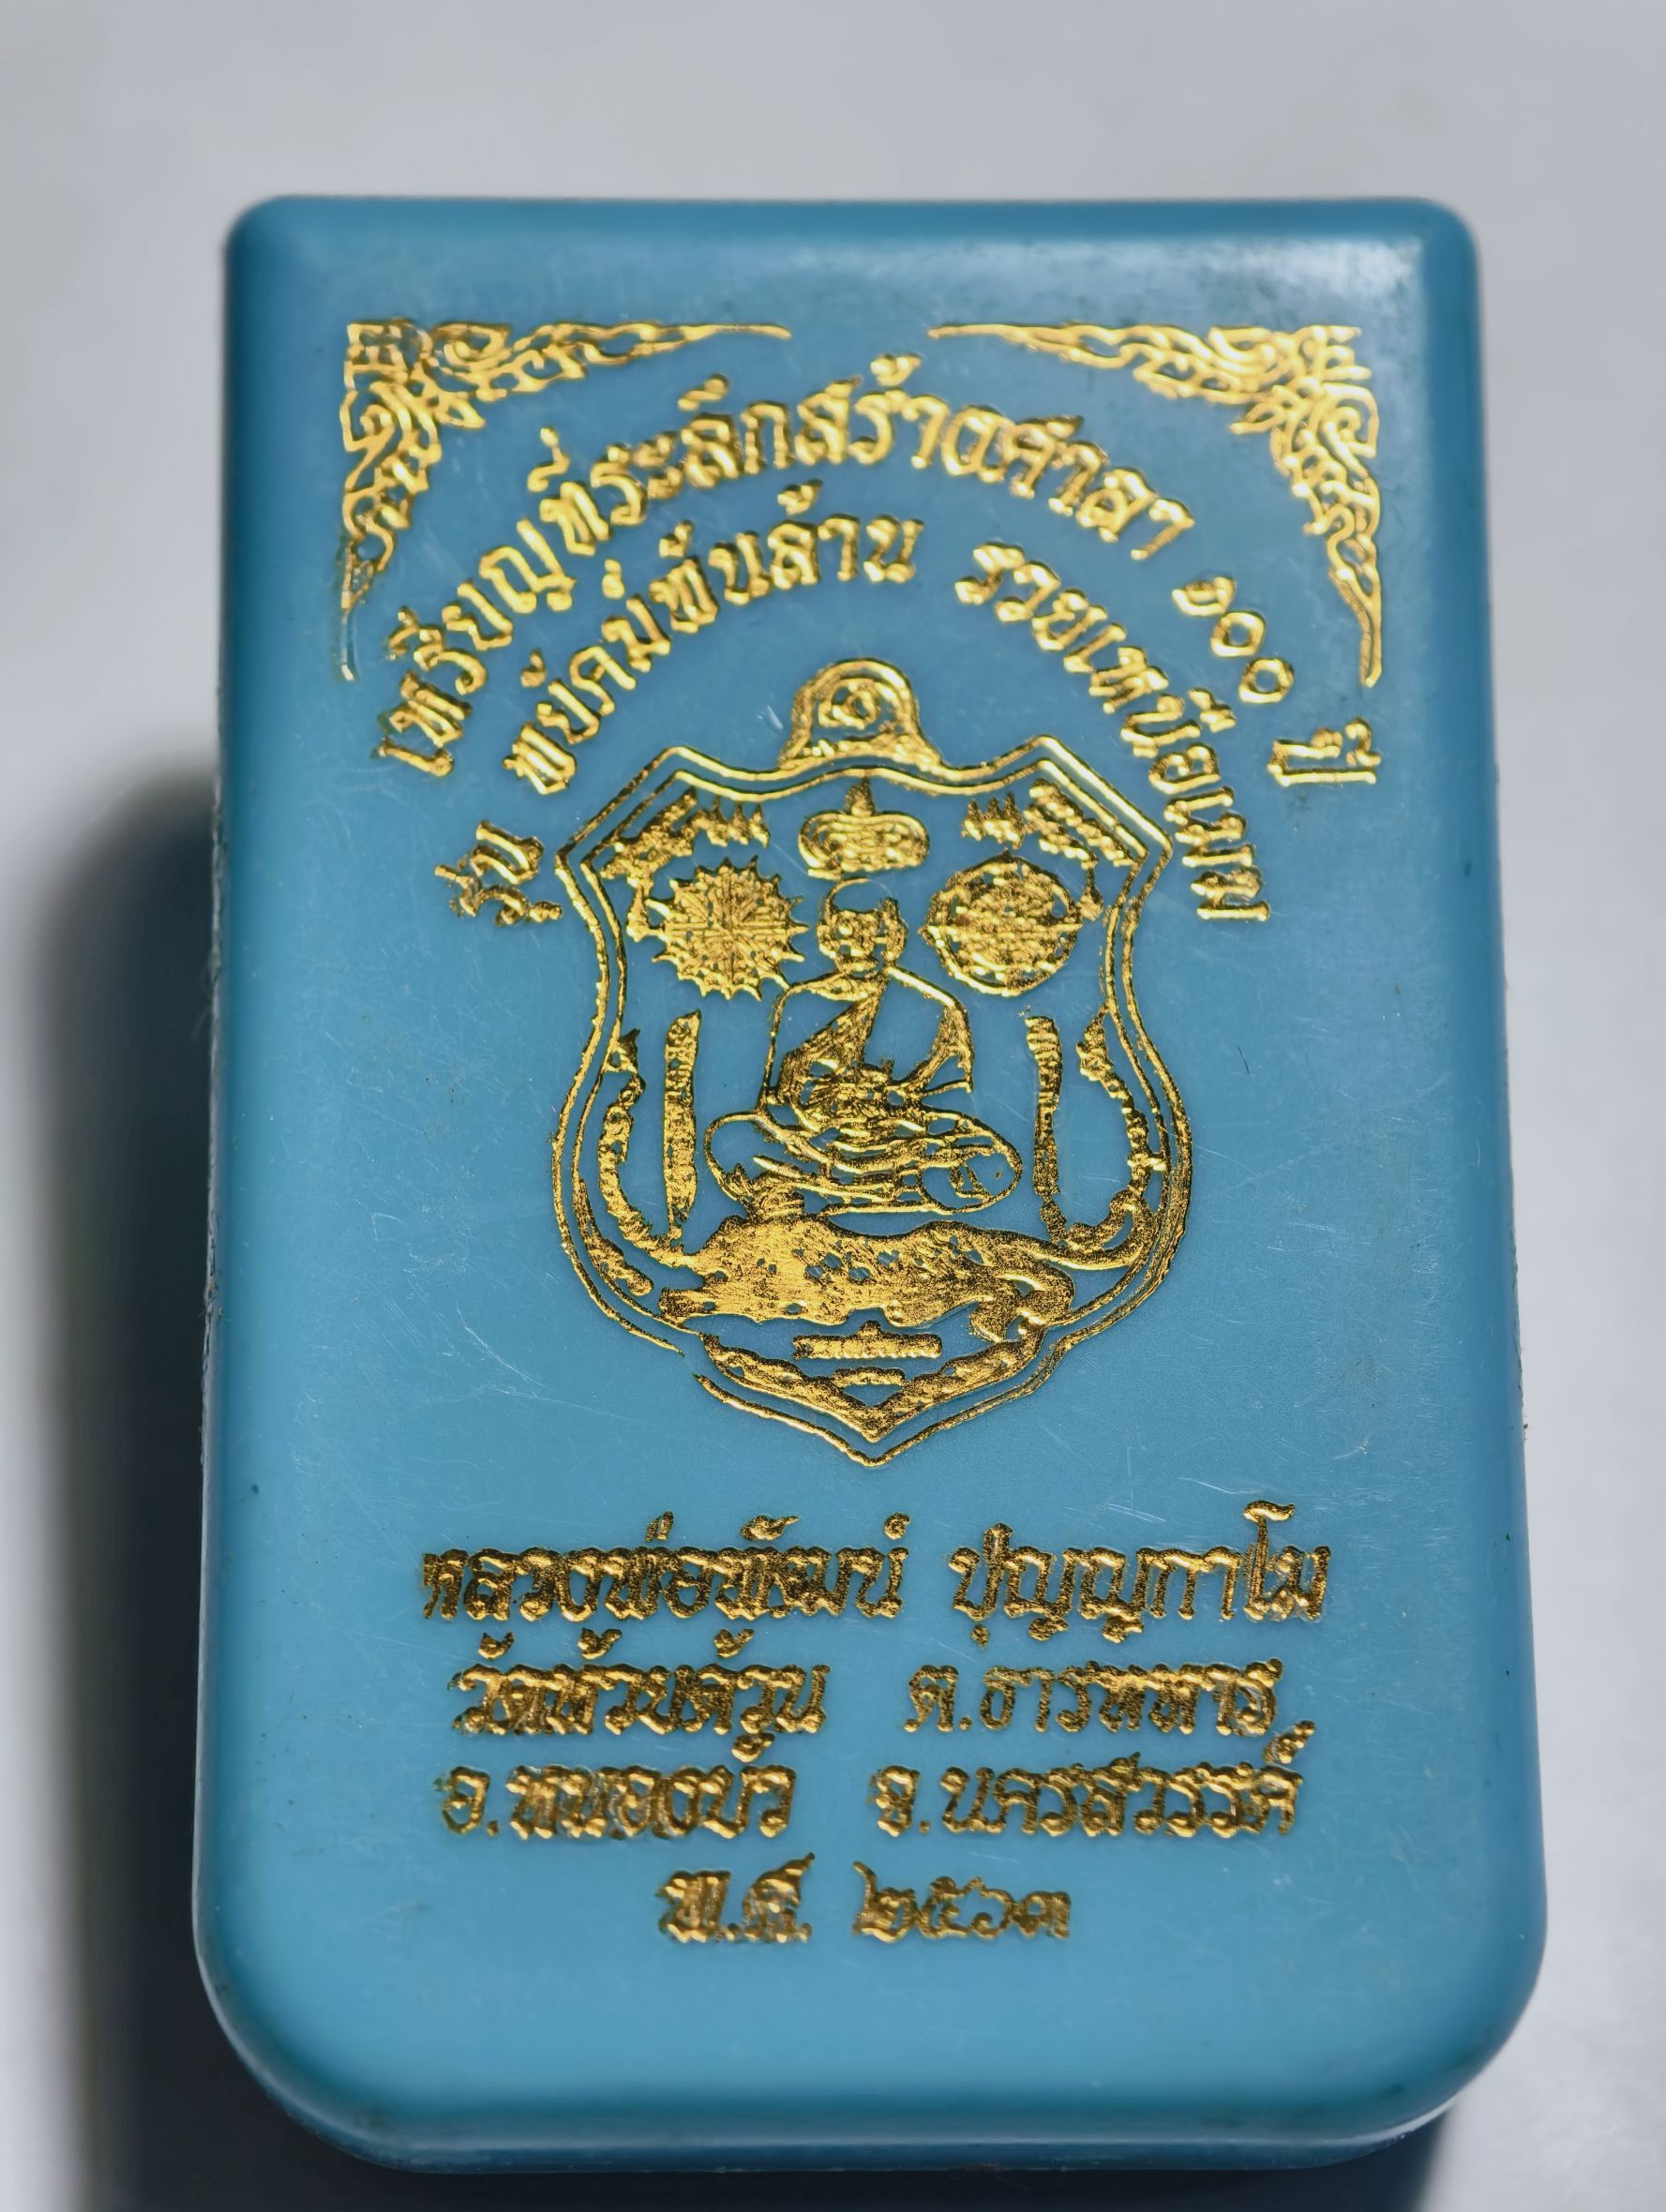 เหรียญที่ระลึกสร้างศาลา ๑๐๐ ปี
รุ่น พยัคฆ์พันล้าน รวยเหนือเมฆ
หลวงพ่อพัฒน์ ปุญญกาโม
วัดห้วยด้วน ต.ธารทหาร
อ.หนองบัว จ.นครสวรรค์
พ.ศ. ๒๕๖๓